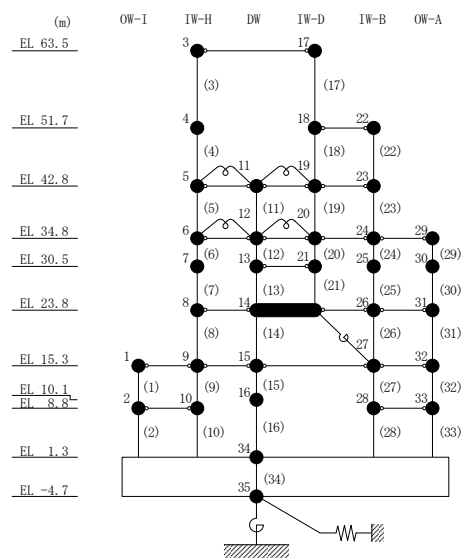 (m) OW-I IW-H DW IW-D IW-B OW-A
EL 63.5 3 17
(3) (17)
EL 51.7 4 18 22
(4) (18) (22)
EL 42.8 5 11 19 23
(5) (11) (19) (23)
EL 34.8 6 12 20 24 29
(6) (12) (20) (24) (29)
EL 30.5 7 13 21 25 30
(7) (13) (21) (25) (30)
EL 23.8 8 14 26 31
(8) (14) (26) (31)
27
EL 15.3 1 9 15 32
(1) (9) (15) (27) (32)
EL 10.1 16
EL 8.8 2 10 28 33
(2) (10) (16) (28) (33)
EL 1.3 34
(34)
EL -4.7 35